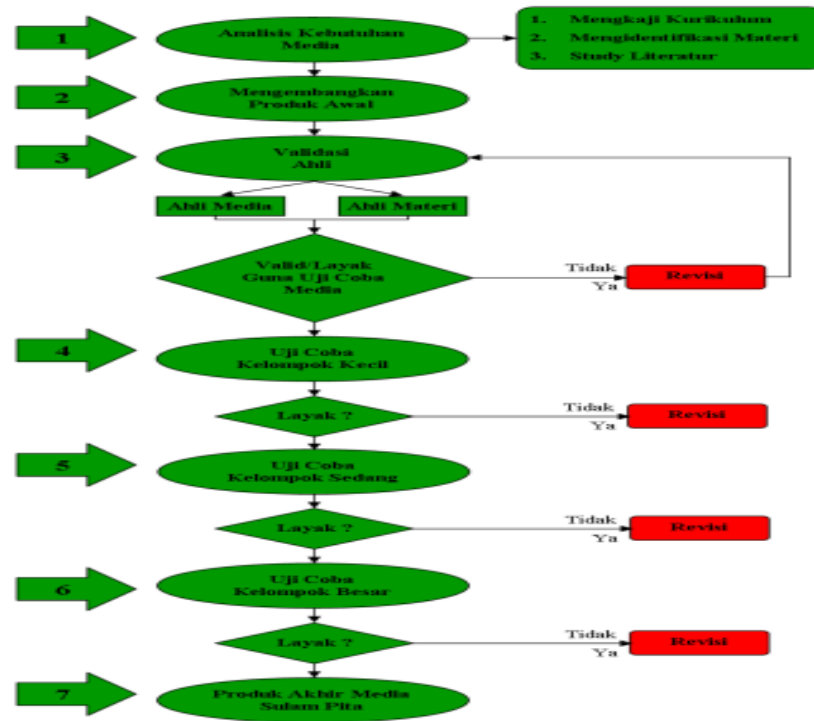 1
Analisis Kebutuhan
Media
1. Mengkaji Kurikulum
2. Mengidentifikasi Materi
3. Study Literatur
2
Mengembangkan
Produk Awal
3
Validasi
Ahli
Ahli Media
Ahli Materi
Valid/Layak
Guna Uji Coba
Media
Tidak
Ya
Revisi
4
Uji Coba
Kelompok Kecil
Layak ?
Tidak
Ya
Revisi
5
Uji Coba
Kelompok Sedang
Layak ?
Tidak
Ya
Revisi
6
Uji Coba
Kelompok Besar
Layak ?
Tidak
Ya
Revisi
7
Produk Akhir Media
Sulam Pita